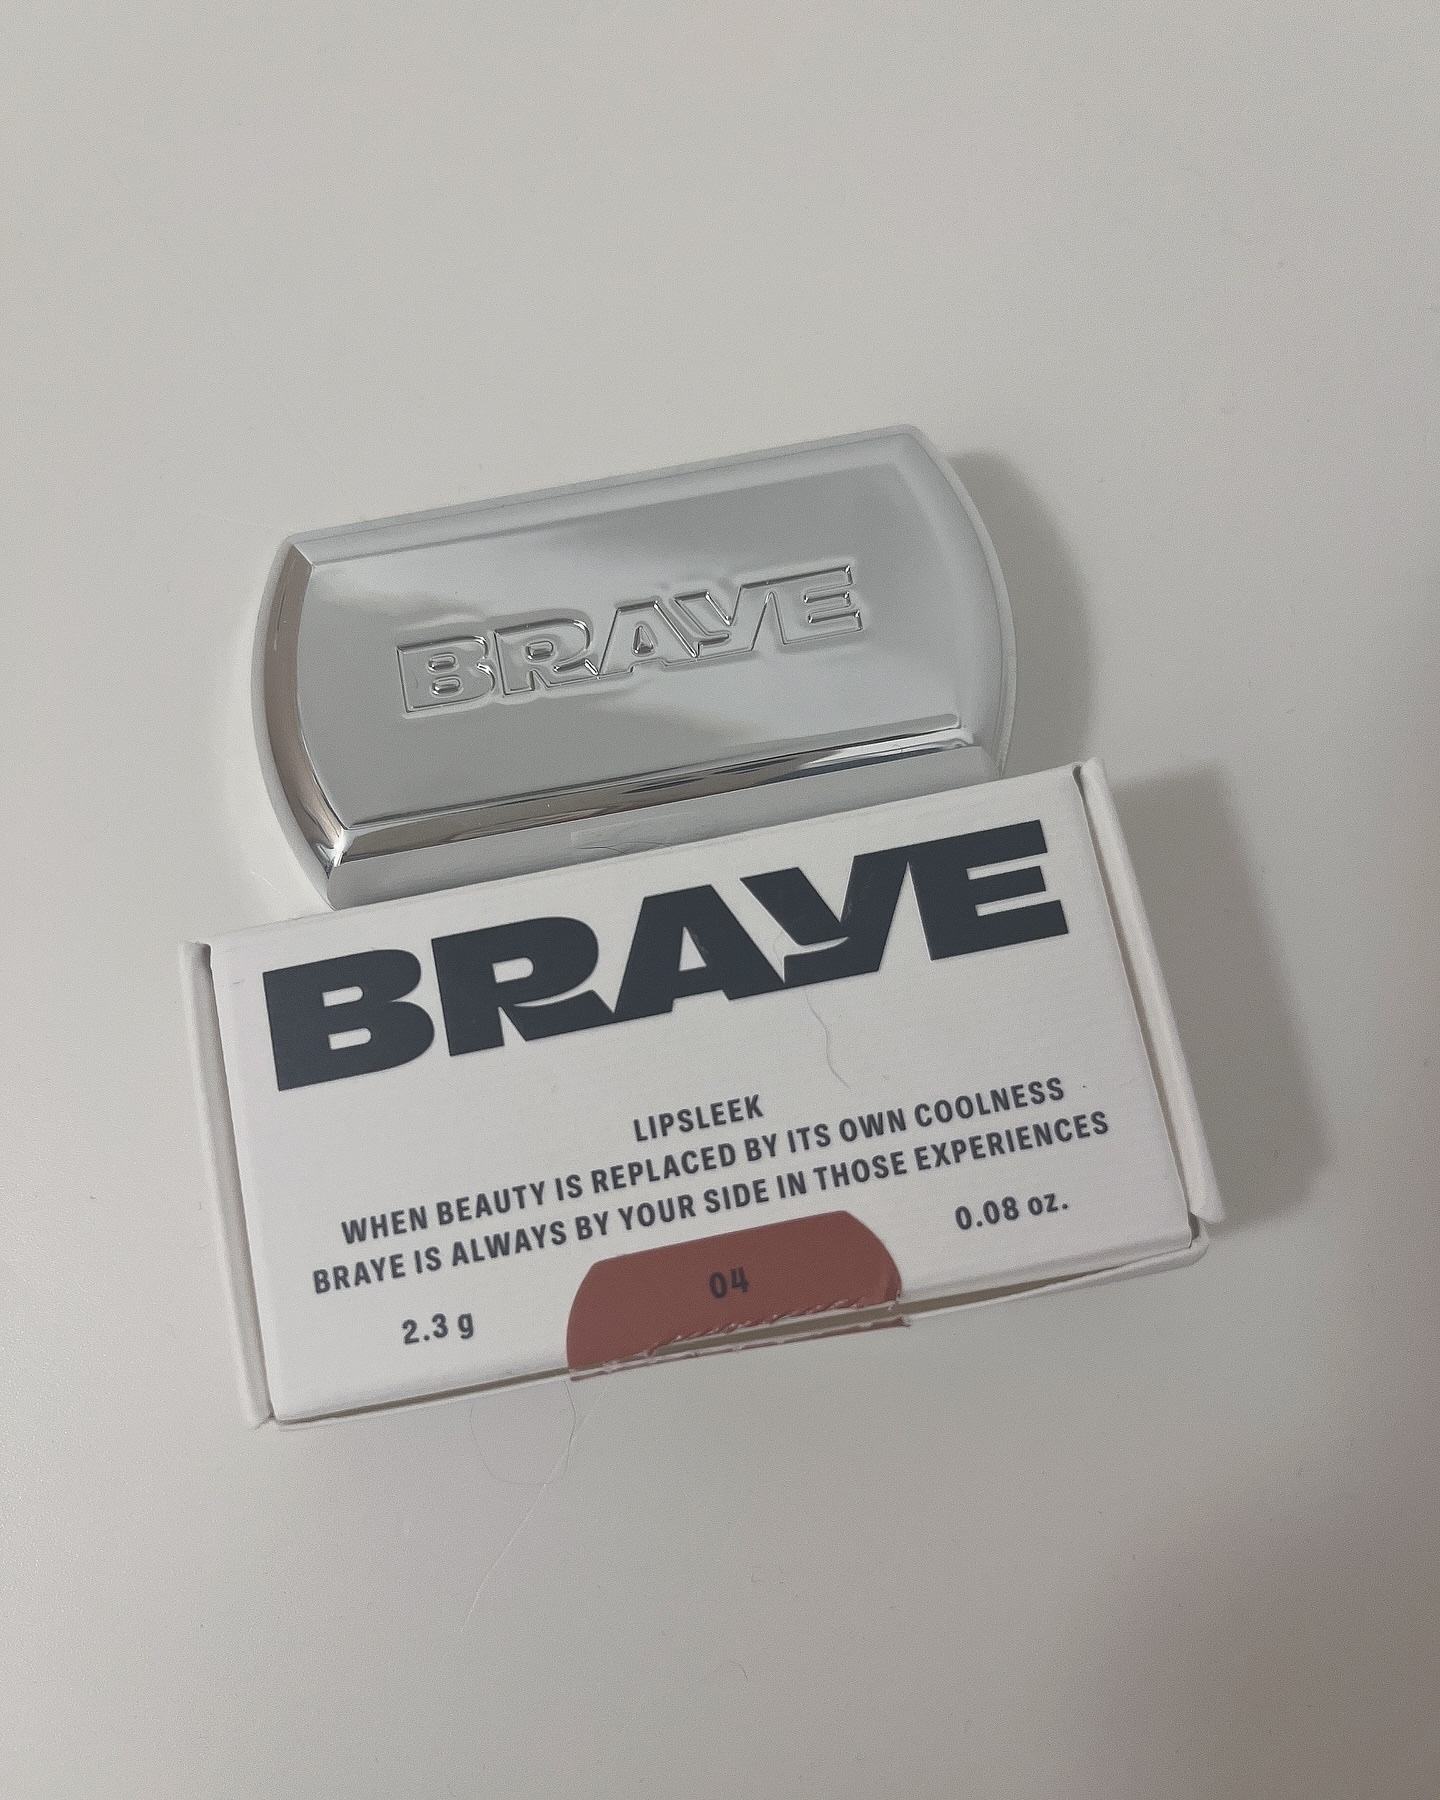 BRAYE
BRAYE
LIPSLEEK
WHEN BEAUTY IS REPLACED BY ITS OWN COOLNESS
BRAYE IS ALWAYS BY YOUR SIDE IN THOSE EXPERIENCES
2.3 g
04
0.08 oz.